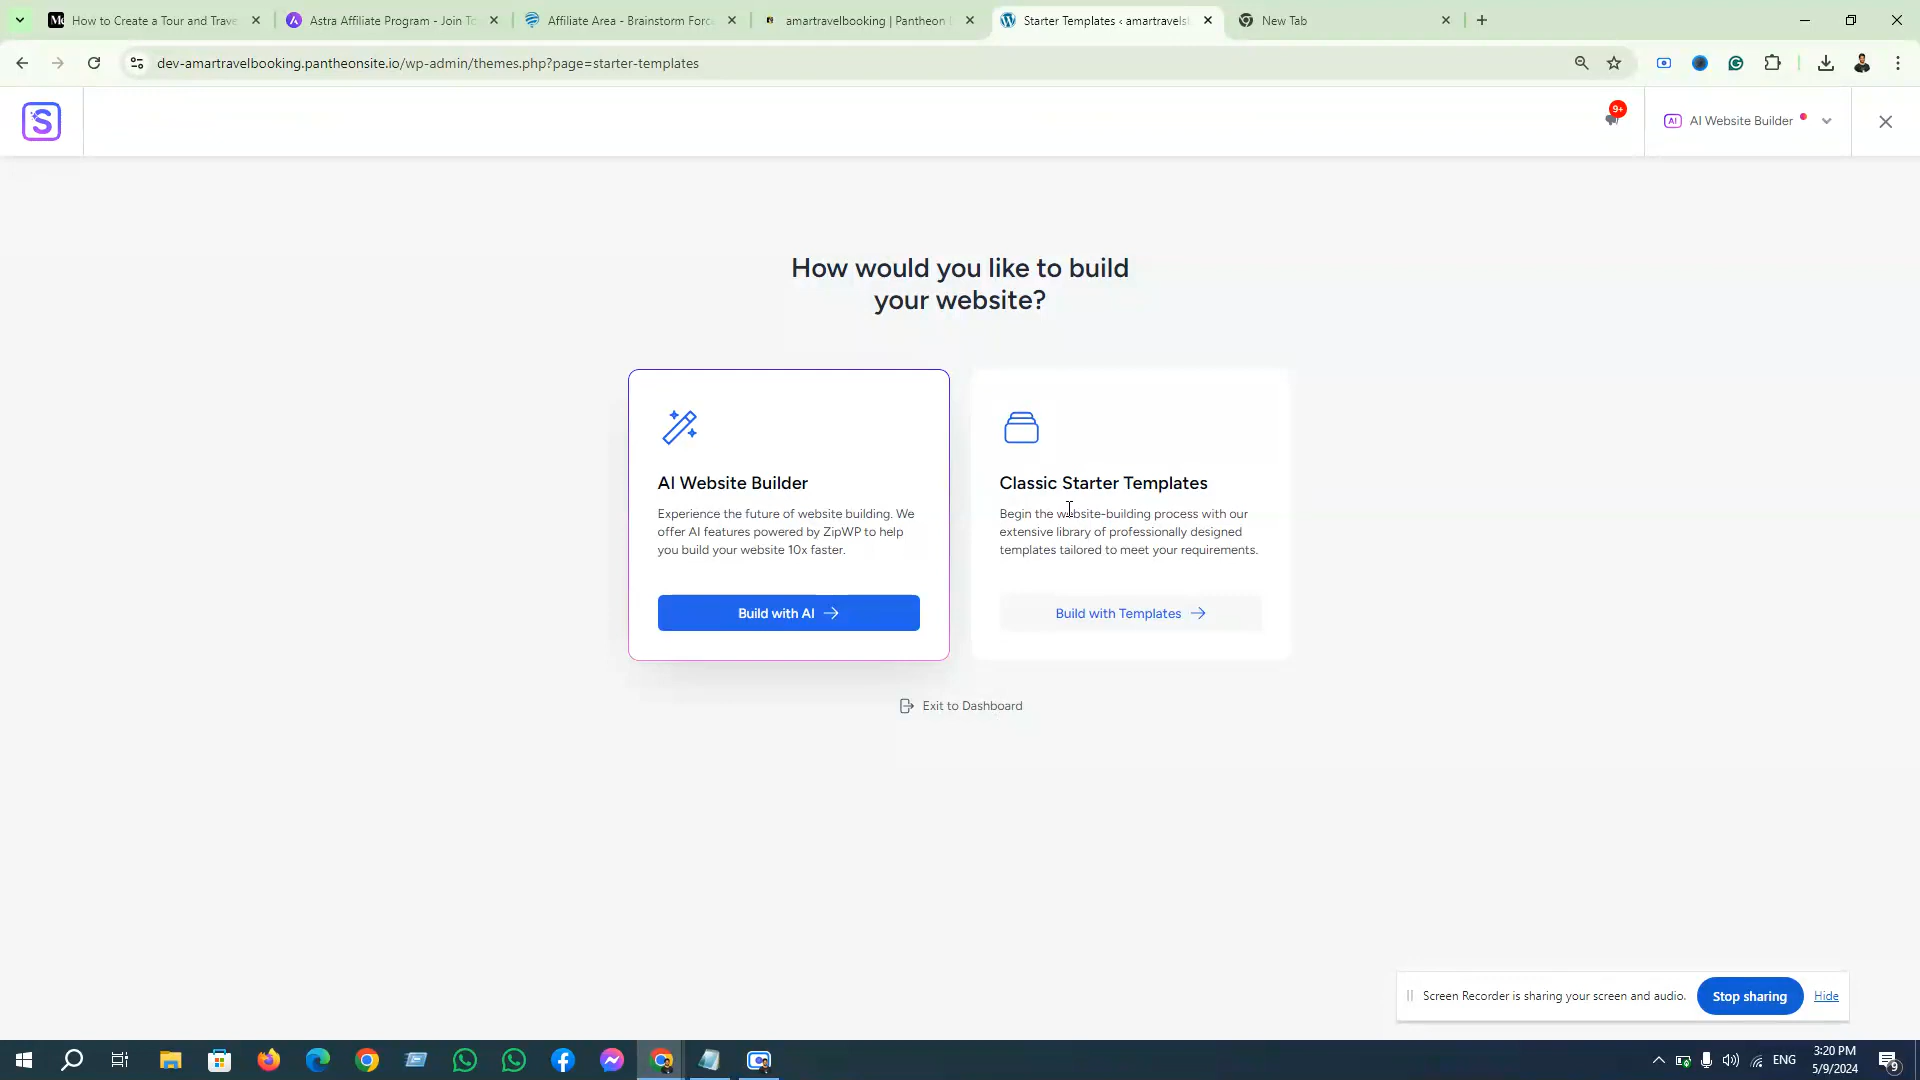 How to Create a Tour and Trave
Astra Affiliate Program - Join To
Affiliate Area - Brainstorm Forc
amartravelbooking | Pantheon
Starter Templates ‹ amartravels
New Tab
dev-amartravelbooking.pantheonsite.io/wp-admin/themes.php?page=starter-templates
S
9+
AI
AI Website Builder
How would you like to build
your website?
AI Website Builder
Experience the future of website building. We
offer AI features powered by ZipWP to help
you build your website 10x faster.
Build with AI
Classic Starter Templates
Begin the website-building process with our
extensive library of professionally designed
templates tailored to meet your requirements.
Build with Templates
Exit to Dashboard
Screen Recorder is sharing your screen and audio.
Stop sharing
Hide
ENG
3:20 PM
5/9/2024
9